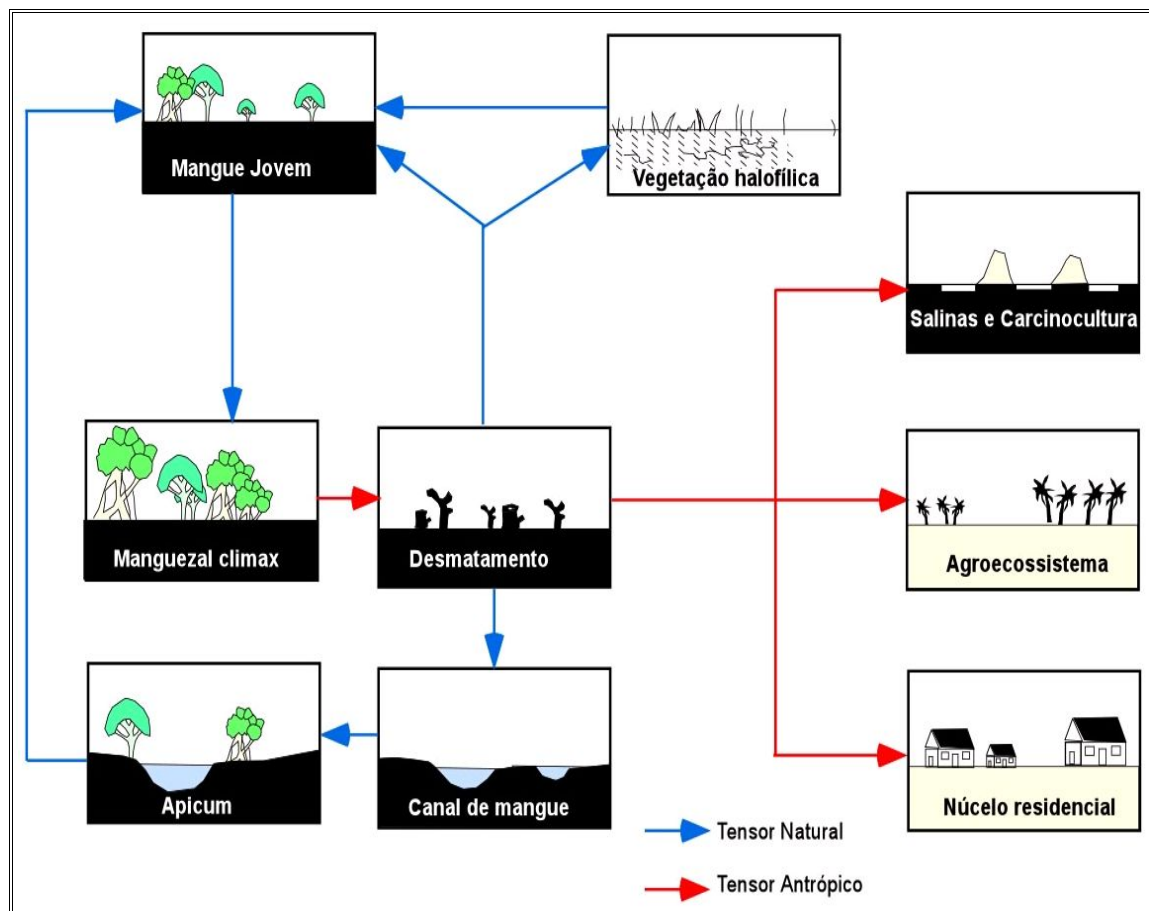 Mangue Jovem
Vegetação halofílica
Salinas e Carcinocultura
Manguezal climax
Desmatamento
Agroecossistema
Apicum
Canal de mangue
Núcelo residencial
Tensor Natural
Tensor Antrópico